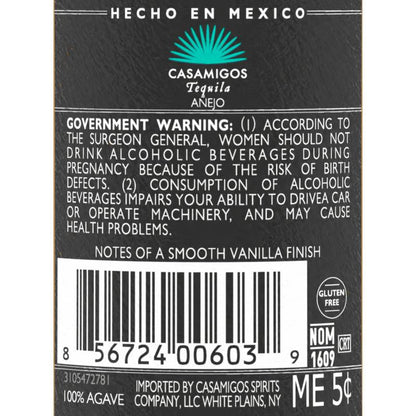 HECHO EN MEXICO
CASAMIGOS
Tequila
AÑEJO
GOVERNMENT WARNING: (1) ACCORDING TO
THE SURGEON GENERAL, WOMEN SHOULD NOT
DRINK ALCOHOLIC BEVERAGES DURING
PREGNANCY BECAUSE OF THE RISK OF BIRTH
DEFECTS. (2) CONSUMPTION OF ALCOHOLIC
BEVERAGES IMPAIRS YOUR ABILITY TO DRIVEA CAR
OR OPERATE MACHINERY, AND MAY CAUSE
HEALTH PROBLEMS.
NOTES OF A SMOOTH VANILLA FINISH
GLUTEN
FREE
8 56724 00603 9
NOM
1609
CRT
3105472781
100% AGAVE
IMPORTED BY CASAMIGOS SPIRITS
COMPANY, LLC WHITE PLAINS, NY
ME 5¢